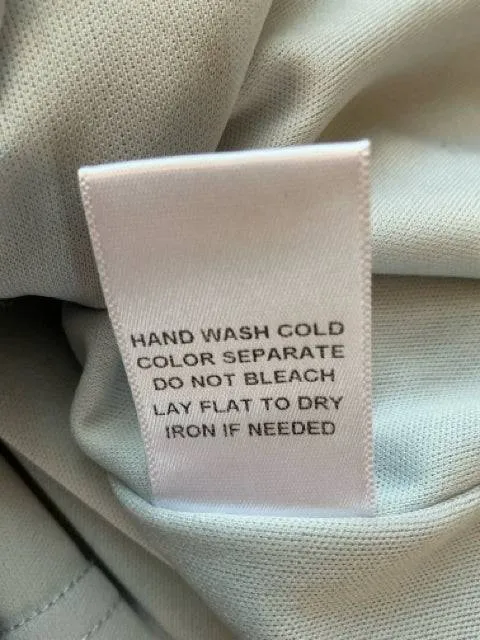 HAND WASH COLD
COLOR SEPARATE
DO NOT BLEACH
LAY FLAT TO DRY
IRON IF NEEDED